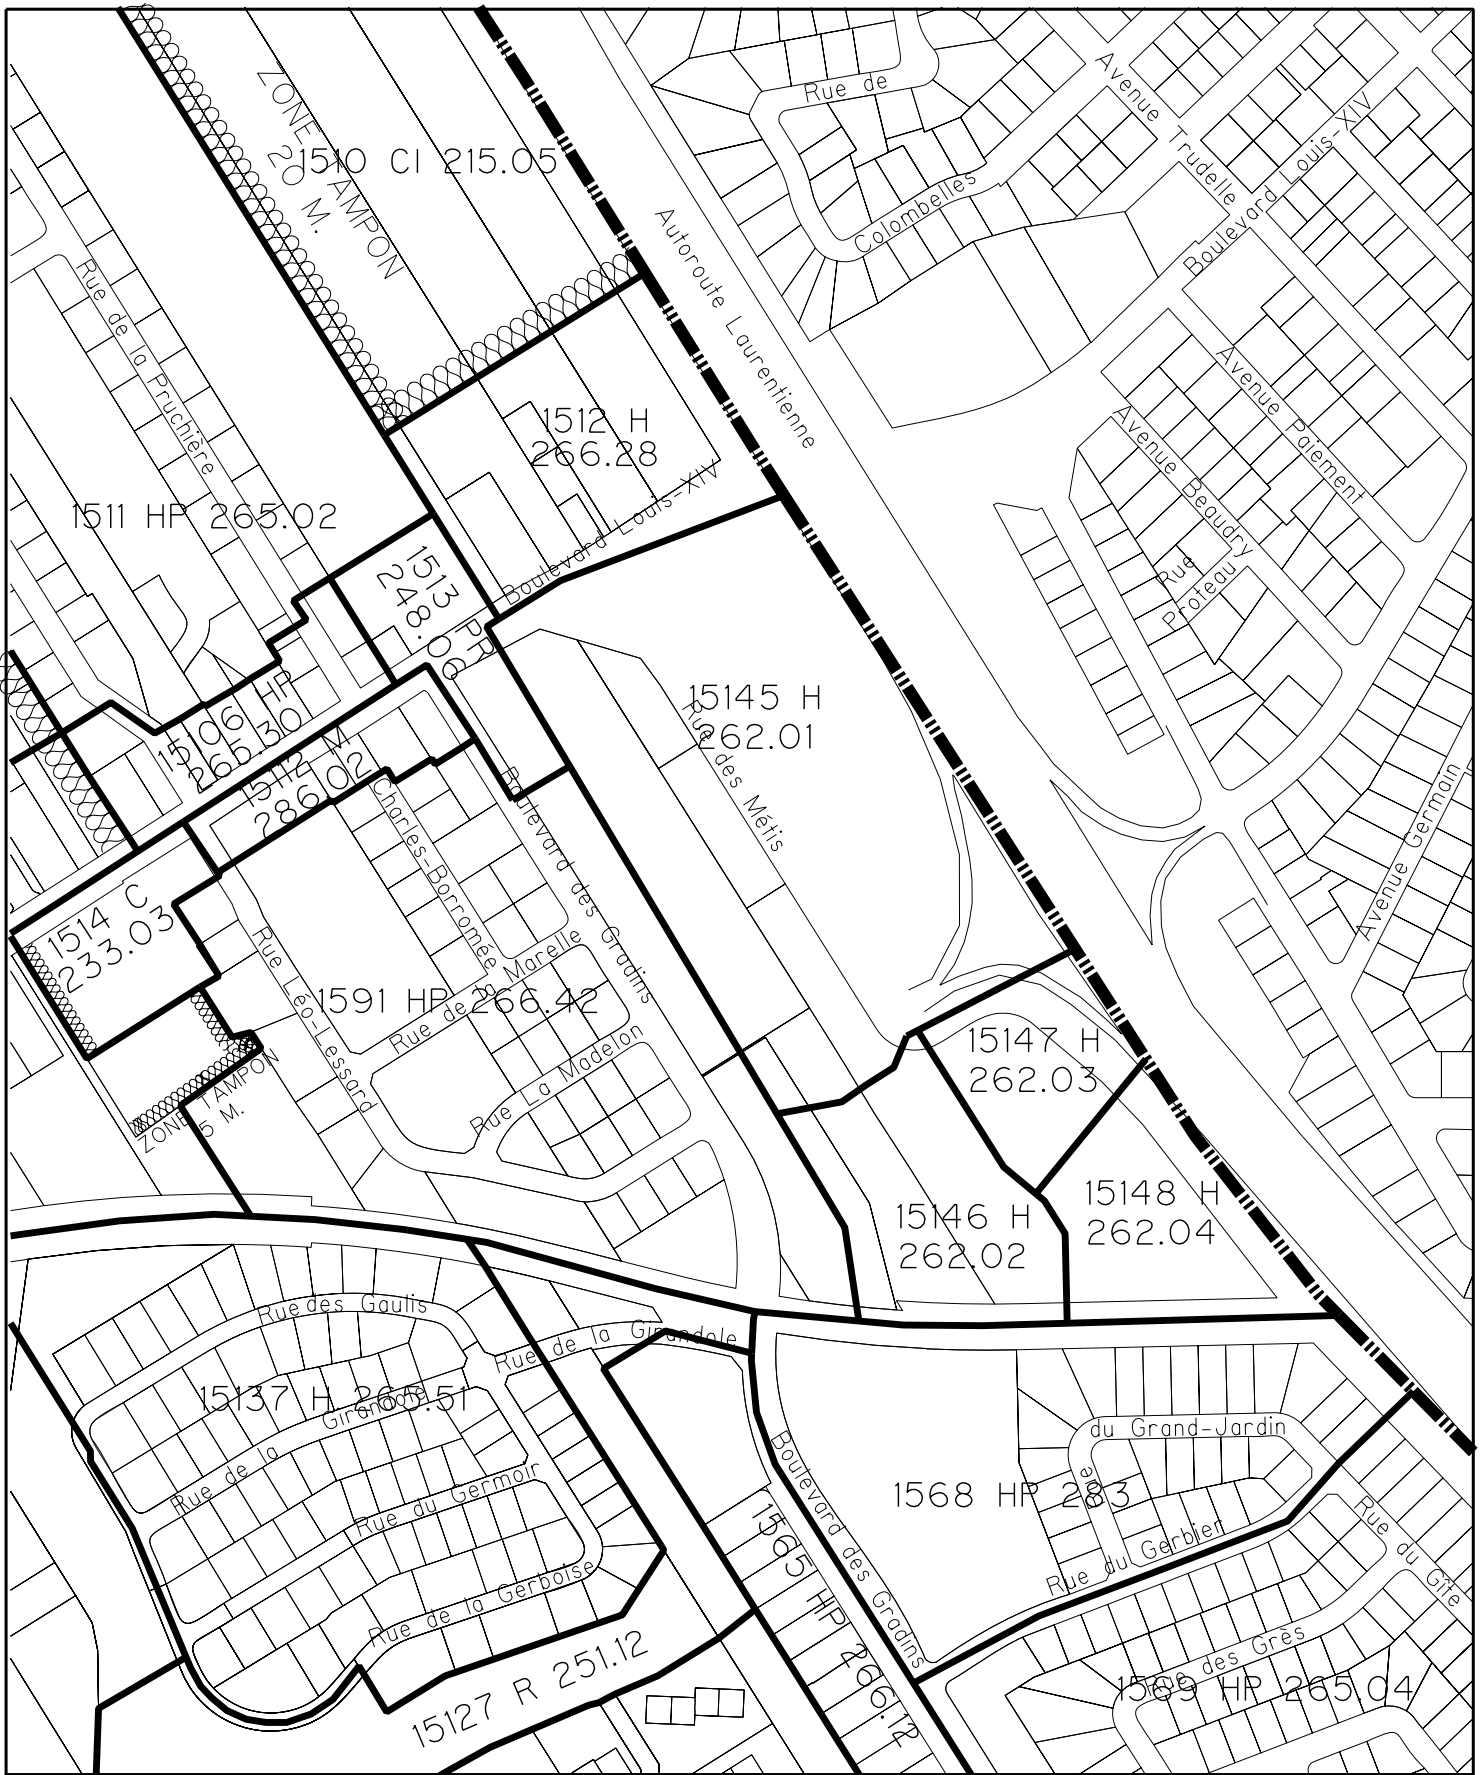 Rue de
Avenue Trudelle
Boulevard Louis-XIV
ZONE TAMPON
20 M.
1510 CI 215.05
Colombelles
Autoroute Laurentienne
Rue de la Pruchière
Avenue Paiement
Avenue Beaudry
1512 H
266.28
Boulevard Louis-XIV
1511 HP 265.02
1513 PR
248.06
Rue
Proteau
15145 H
262.01
Rue des Métis
15106 HP
266.30
15112 M
286.02
Charles-Borromée
Boulevard des Gradins
Avenue Germain
1514 C
233.03
Rue Léo-Lessard
1591 HP 266.42
Rue de la Marelle
Rue La Madelon
ZONE TAMPON
5 M.
15147 H
262.03
15146 H
262.02
15148 H
262.04
Rue des Gaulis
Rue de la Girandole
15137 H 265.51
Rue de la Girandole
Rue du Germoir
Rue de la Gerboise
Rue du Grand-Jardin
1568 HP 283
Boulevard des Gradins
1565 HP 266.12
Rue du Gerbier
Rue du Gîte
Rue des Grès
1569 HP 265.04
15127 R 251.12